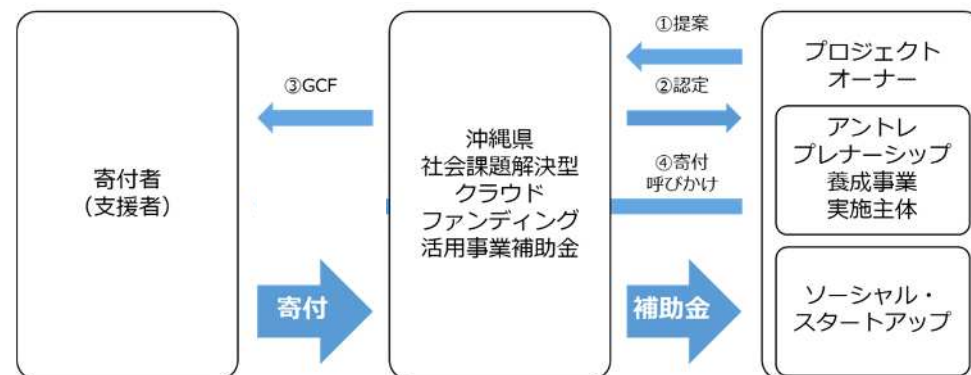 寄付者
（支援者）
③GCF
寄付
沖縄県
社会課題解決型
クラウド
ファンディング
活用事業補助金
①提案
②認定
④寄付
呼びかけ
補助金
プロジェクト
オーナー
アントレ
プレナーシップ
養成事業
実施主体
ソーシャル・
スタートアップ